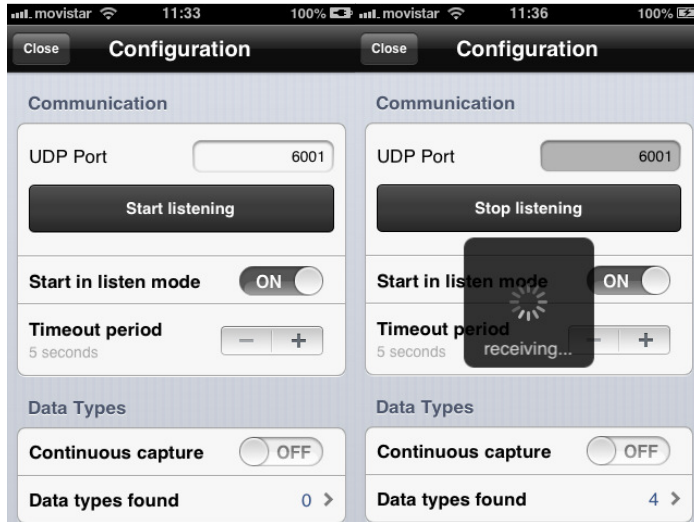 movistar 11:33 100%
Close Configuration
Communication
UDP Port 6001
Start listening
Start in listen mode ON
Timeout period
5 seconds
− +
Data Types
Continuous capture OFF
Data types found 0 >
movistar 11:36 100%
Close Configuration
Communication
UDP Port 6001
Stop listening
Start in listen mode ON
Timeout period
5 seconds
receiving...
− +
Data Types
Continuous capture OFF
Data types found 4 >